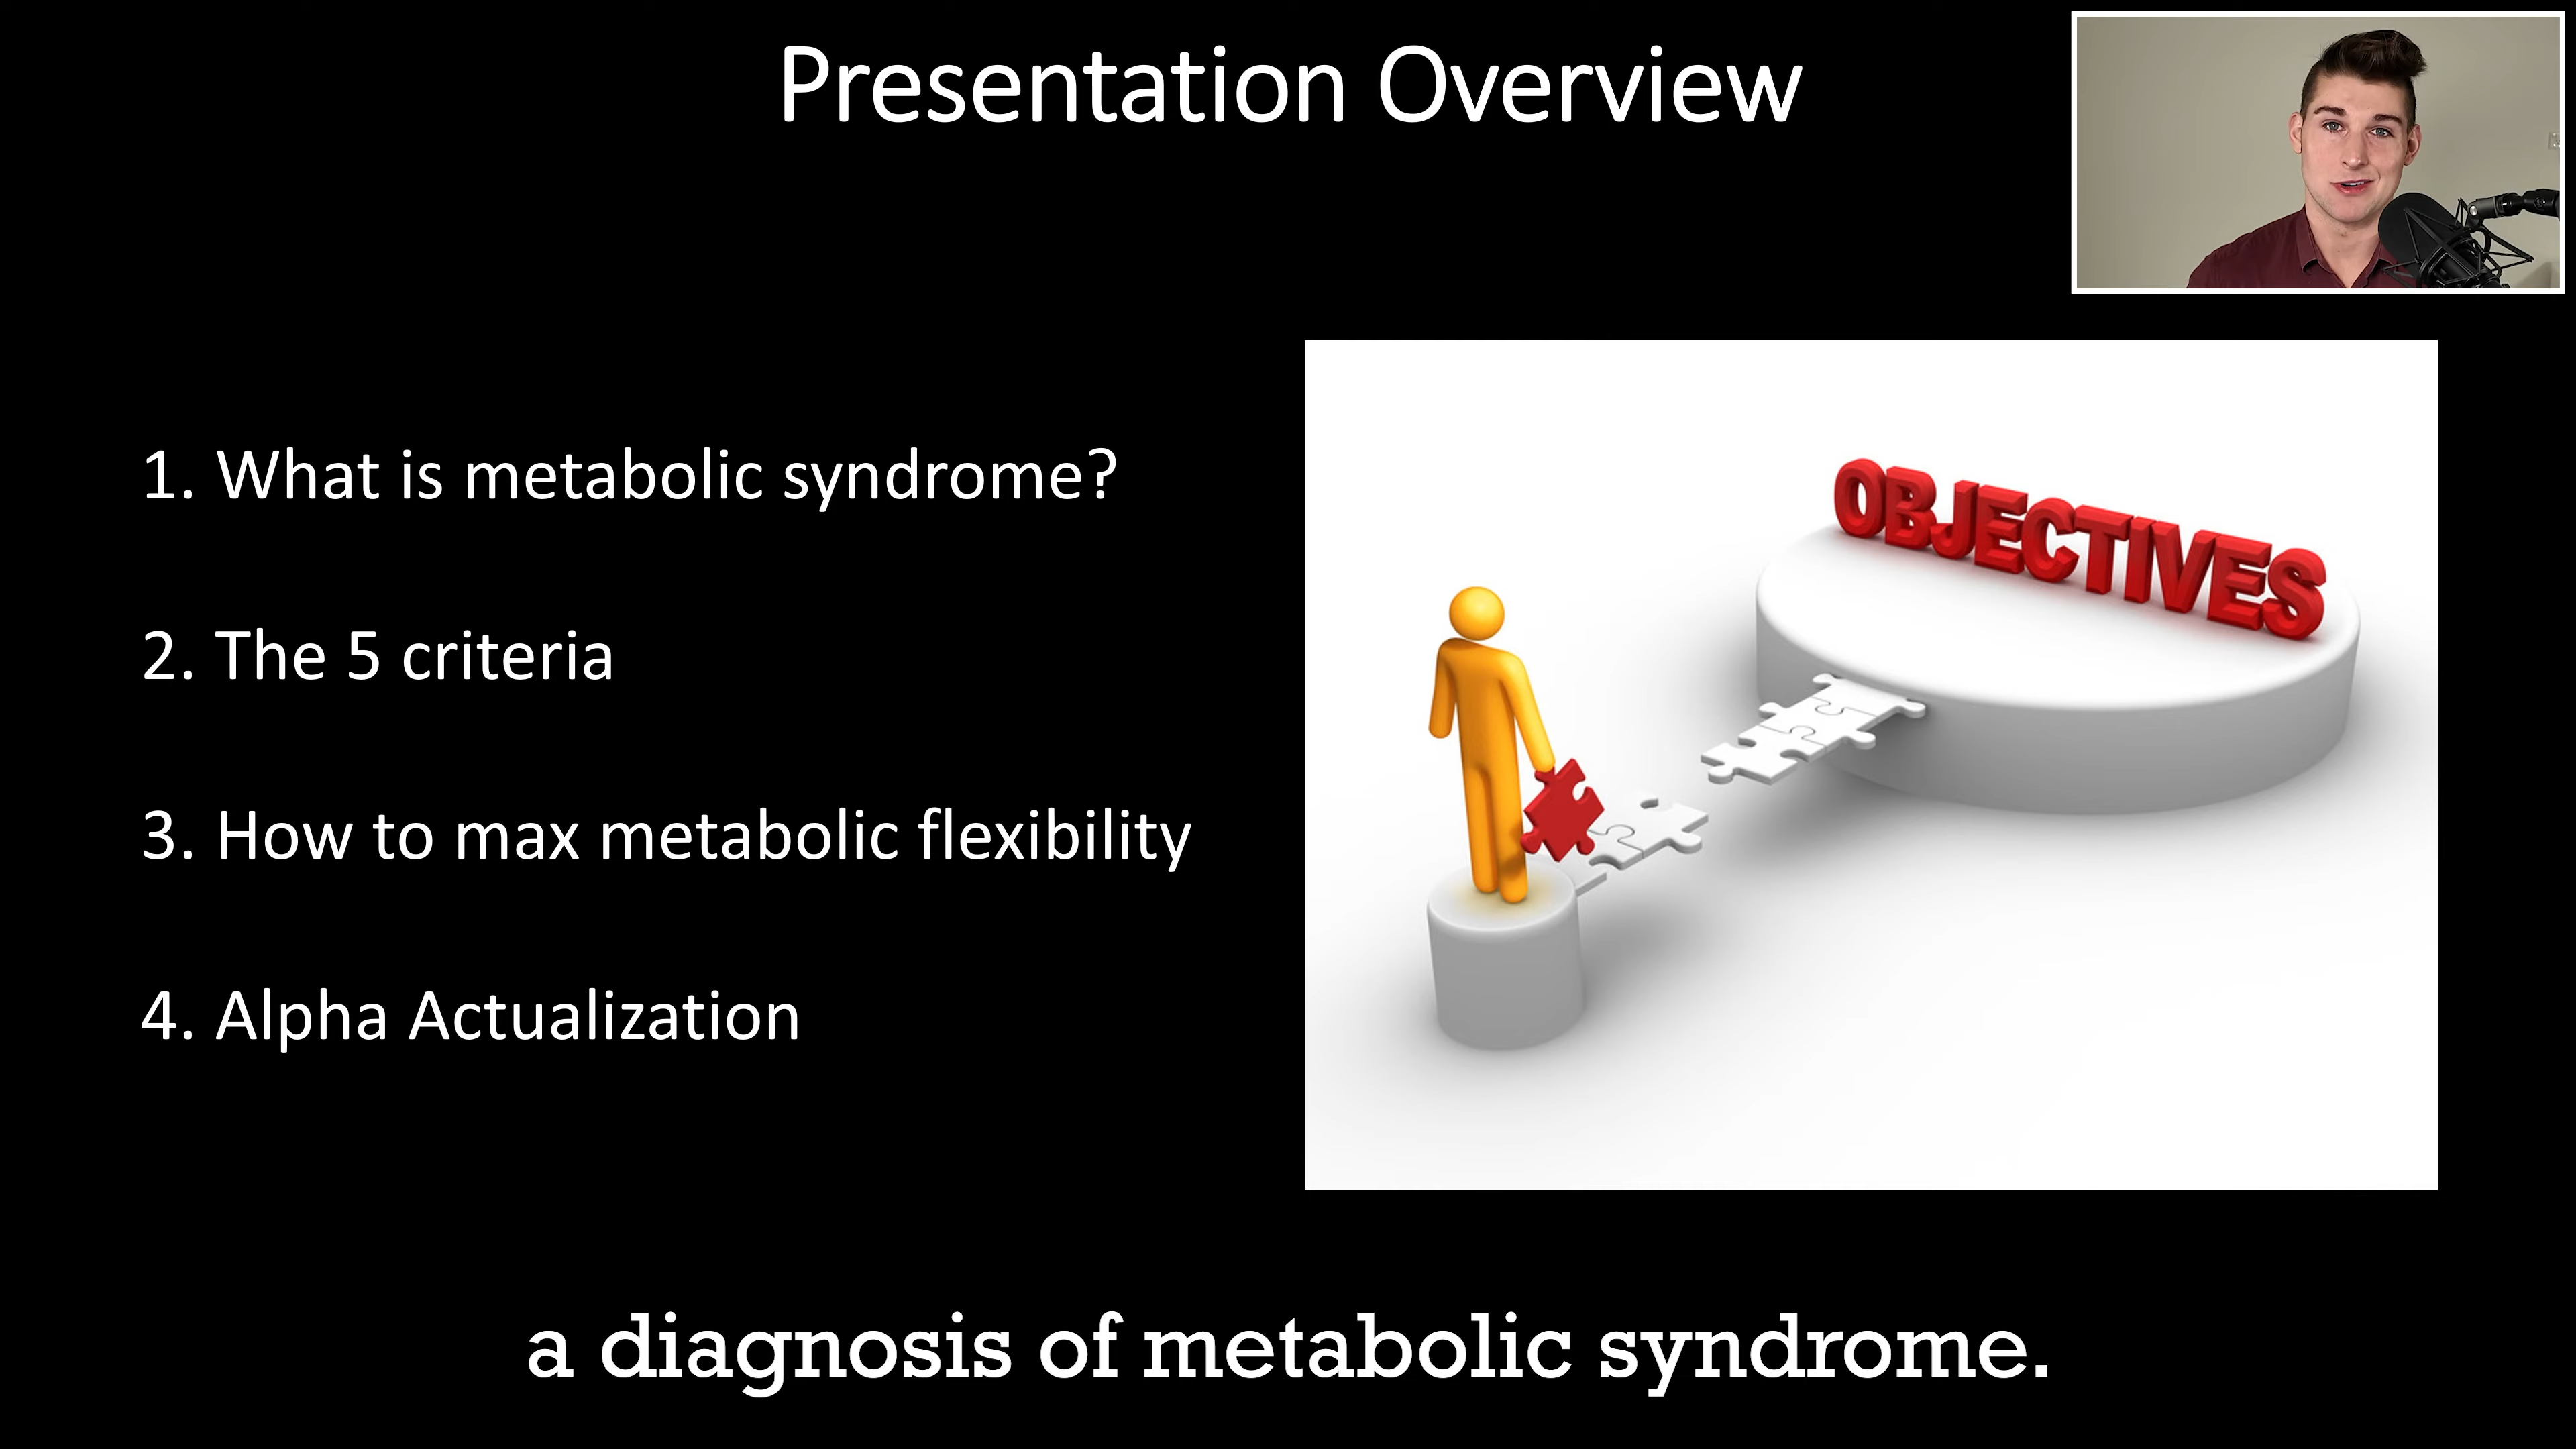 Presentation Overview
1. What is metabolic syndrome?
2. The 5 criteria
3. How to max metabolic flexibility
4. Alpha Actualization
OBJECTIVES
a diagnosis of metabolic syndrome.